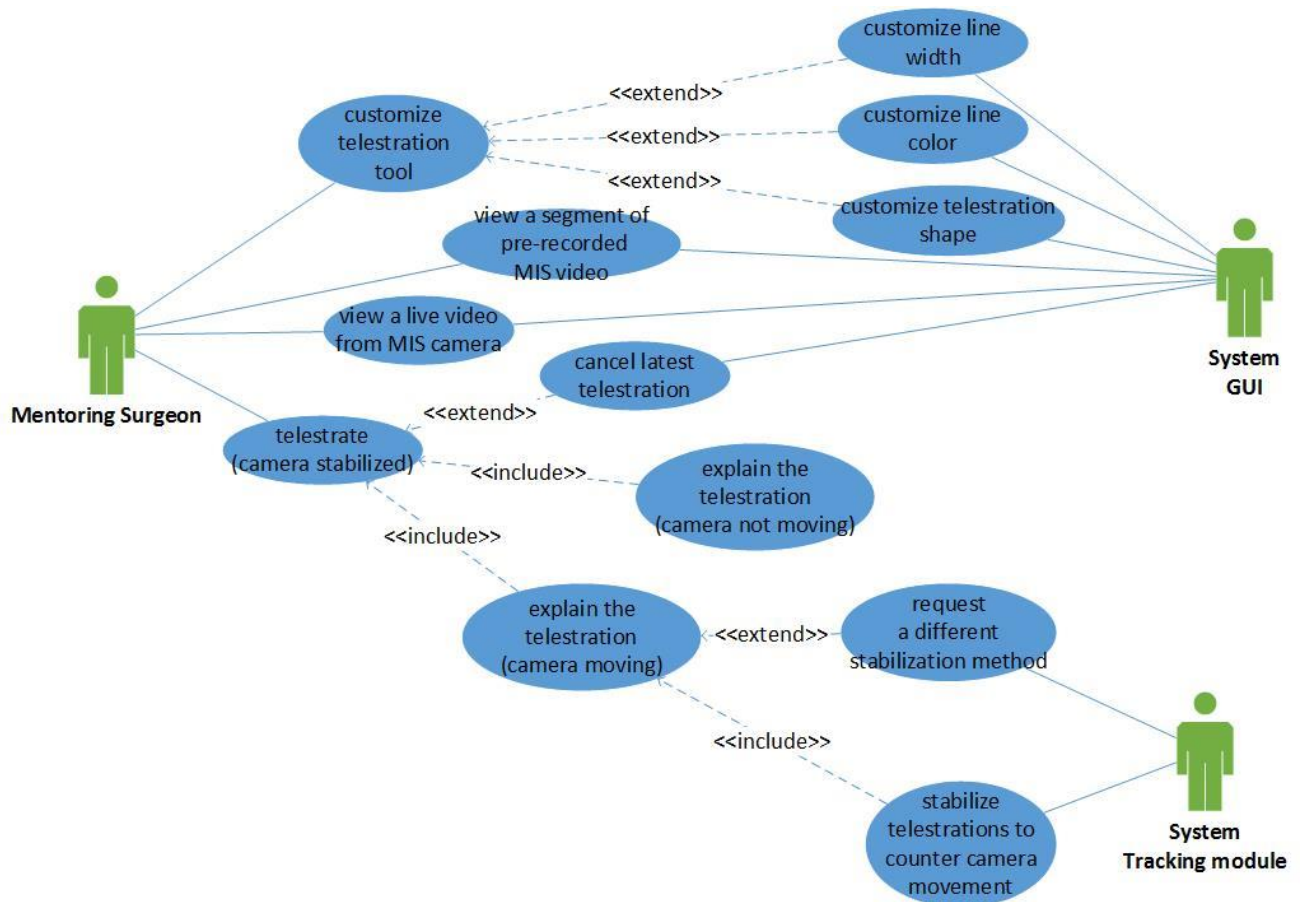 customize line
width
<<extend>>
customize
telestration
tool
<<extend>>
customize line
color
<<extend>>
customize telestration
shape
view a segment of
pre-recorded
MIS video
view a live video
from MIS camera
System
GUI
cancel latest
telestration
Mentoring Surgeon
<<extend>>
telestrate
(camera stabilized)
<<include>>
explain the
telestration
(camera not moving)
<<include>>
explain the
telestration
(camera moving)
<<extend>>
request
a different
stabilization method
<<include>>
stabilize
telestrations to
counter camera
movement
System
Tracking module